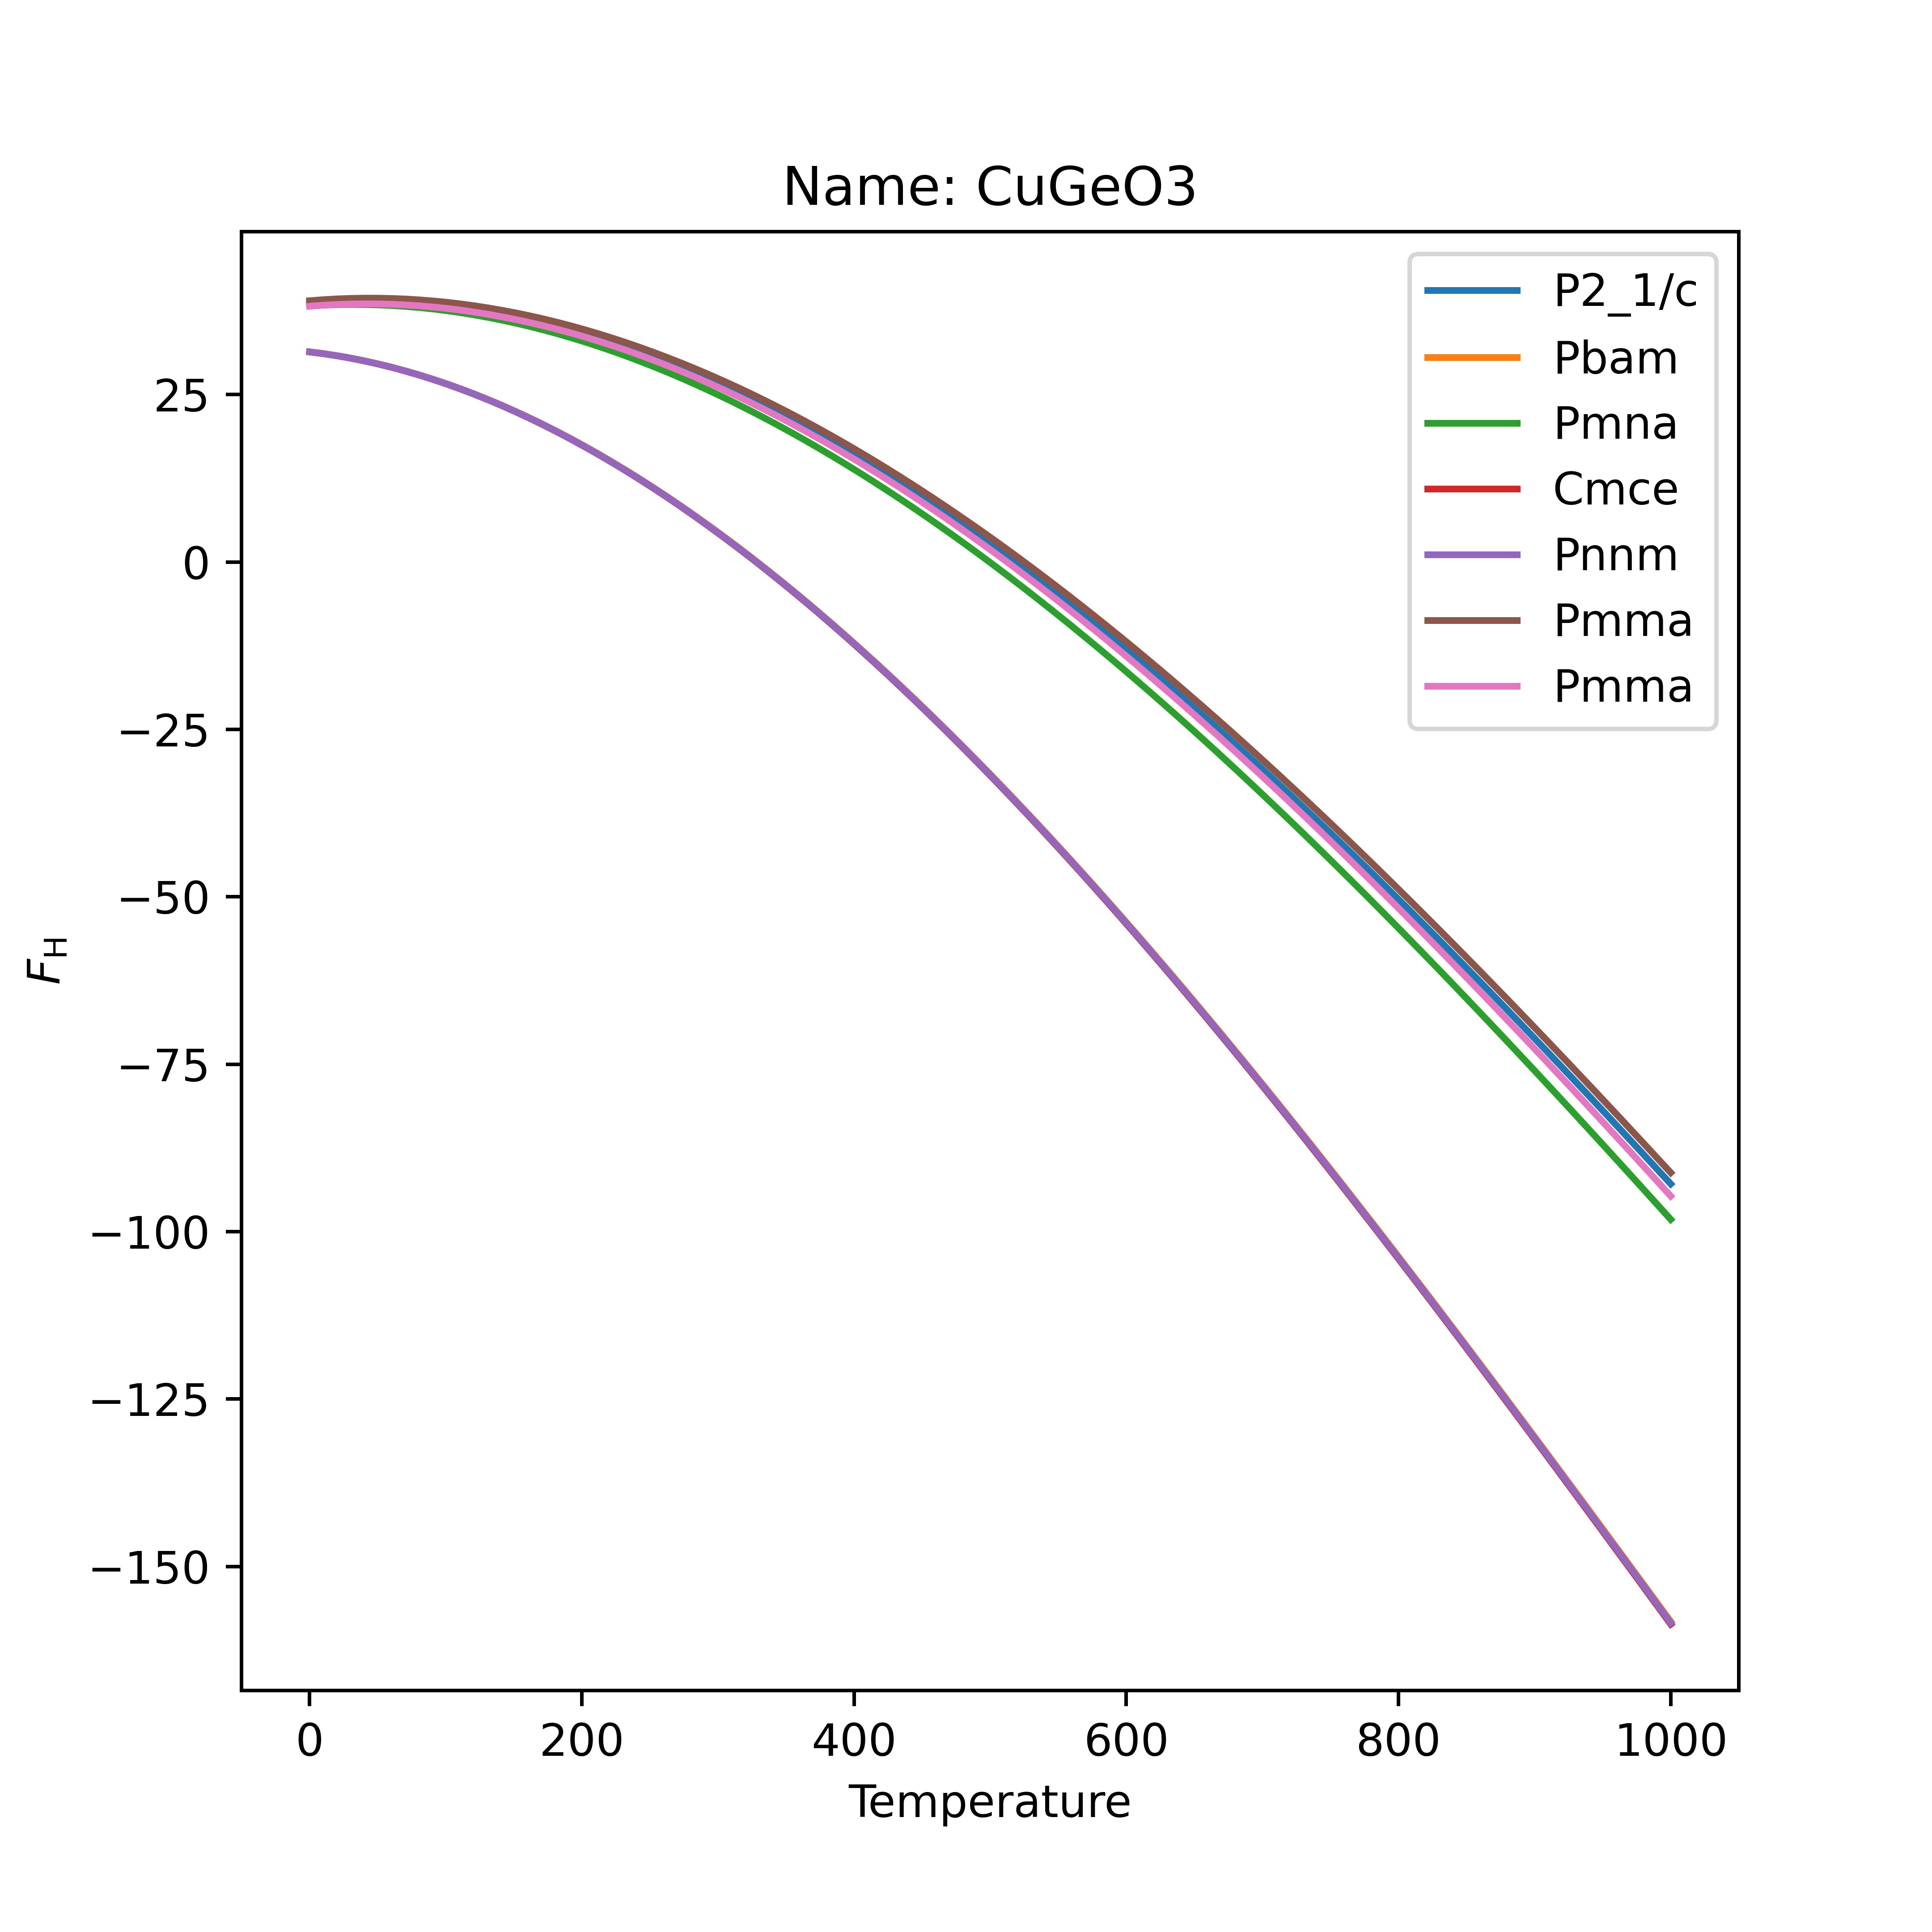 Name: CuGeO3
P2_1/c
Pbam
Pmna
Cmce
Pnnm
Pmma
Pmma
25
0
−25
−50
−75
−100
−125
−150
F_H
0 200 400 600 800 1000
Temperature